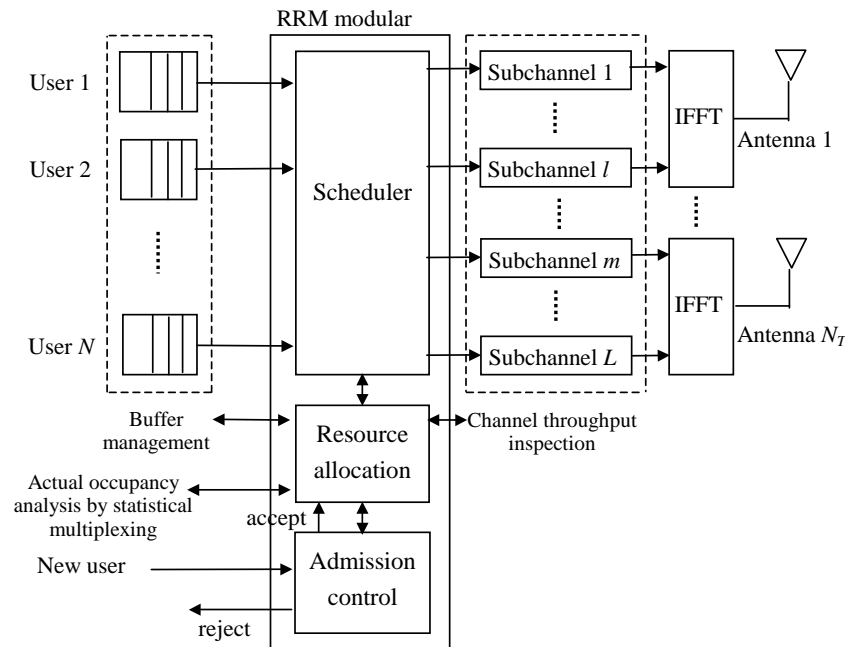 RRM modular
User 1
Subchannel 1
IFFT
Antenna 1
User 2
Scheduler
Subchannel l
Subchannel m
IFFT
Antenna N_T
User N
Subchannel L
Buffer
management
Resource
allocation
Channel throughput
inspection
Actual occupancy
analysis by statistical
multiplexing
accept
New user
Admission
control
reject